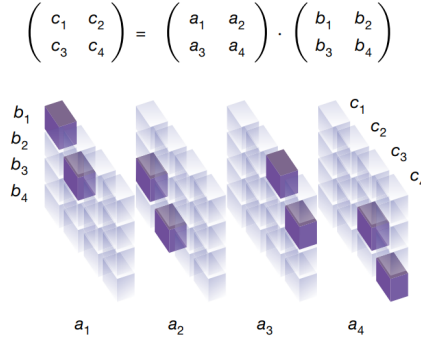 ( c1 c2 ) = ( a1 a2 ) · ( b1 b2 )
( c3 c4 ) ( a3 a4 ) ( b3 b4 )
b1
b2
b3
b4
c1
c2
c3
a1 a2 a3 a4